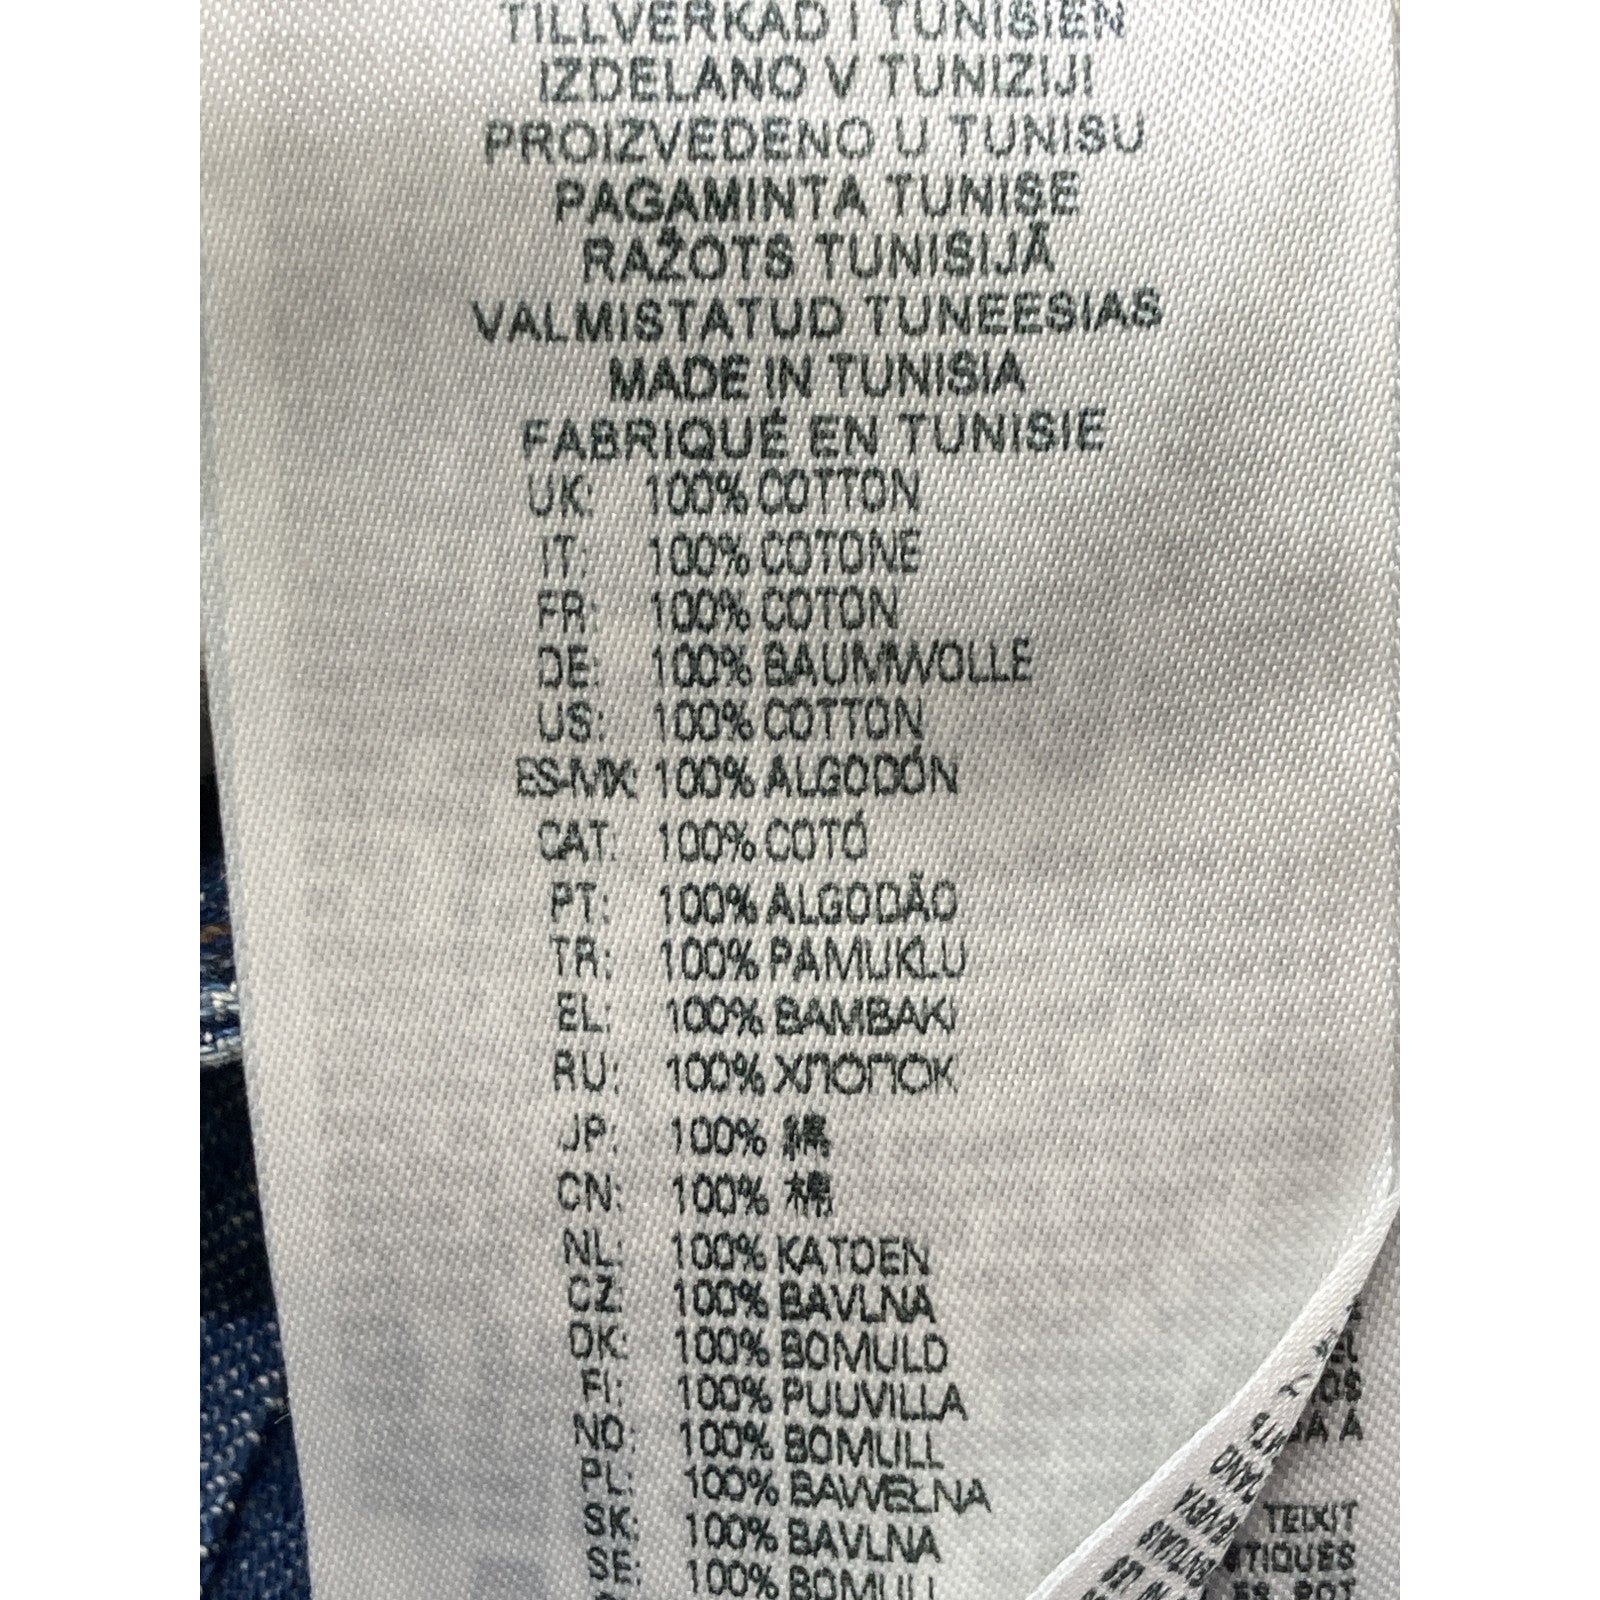 TILLVERKAD I TUNISIEN
IZDELANO V TUNIZIJI
PROIZVEDENO U TUNISU
PAGAMINTA TUNISE
RAŽOTS TUNISIJĀ
VALMISTATUD TUNEESIAS
MADE IN TUNISIA
FABRIQUÉ EN TUNISIE
UK: 100% COTTON
IT: 100% COTONE
FR: 100% COTON
DE: 100% BAUMWOLLE
US: 100% COTTON
ES-MX: 100% ALGODÓN
CAT: 100% COTÓ
PT: 100% ALGODÃO
TR: 100% PAMUKLU
EL: 100% BAMBAKI
RU: 100% ХЛОПОК
JP: 100% 綿
CN: 100% 棉
NL: 100% KATOEN
CZ: 100% BAVLNA
DK: 100% BOMULD
FI: 100% PUUVILLA
NO: 100% BOMULL
PL: 100% BAWEŁNA
SK: 100% BAVLNA
SE: 100% BOMULL
TEIXIT